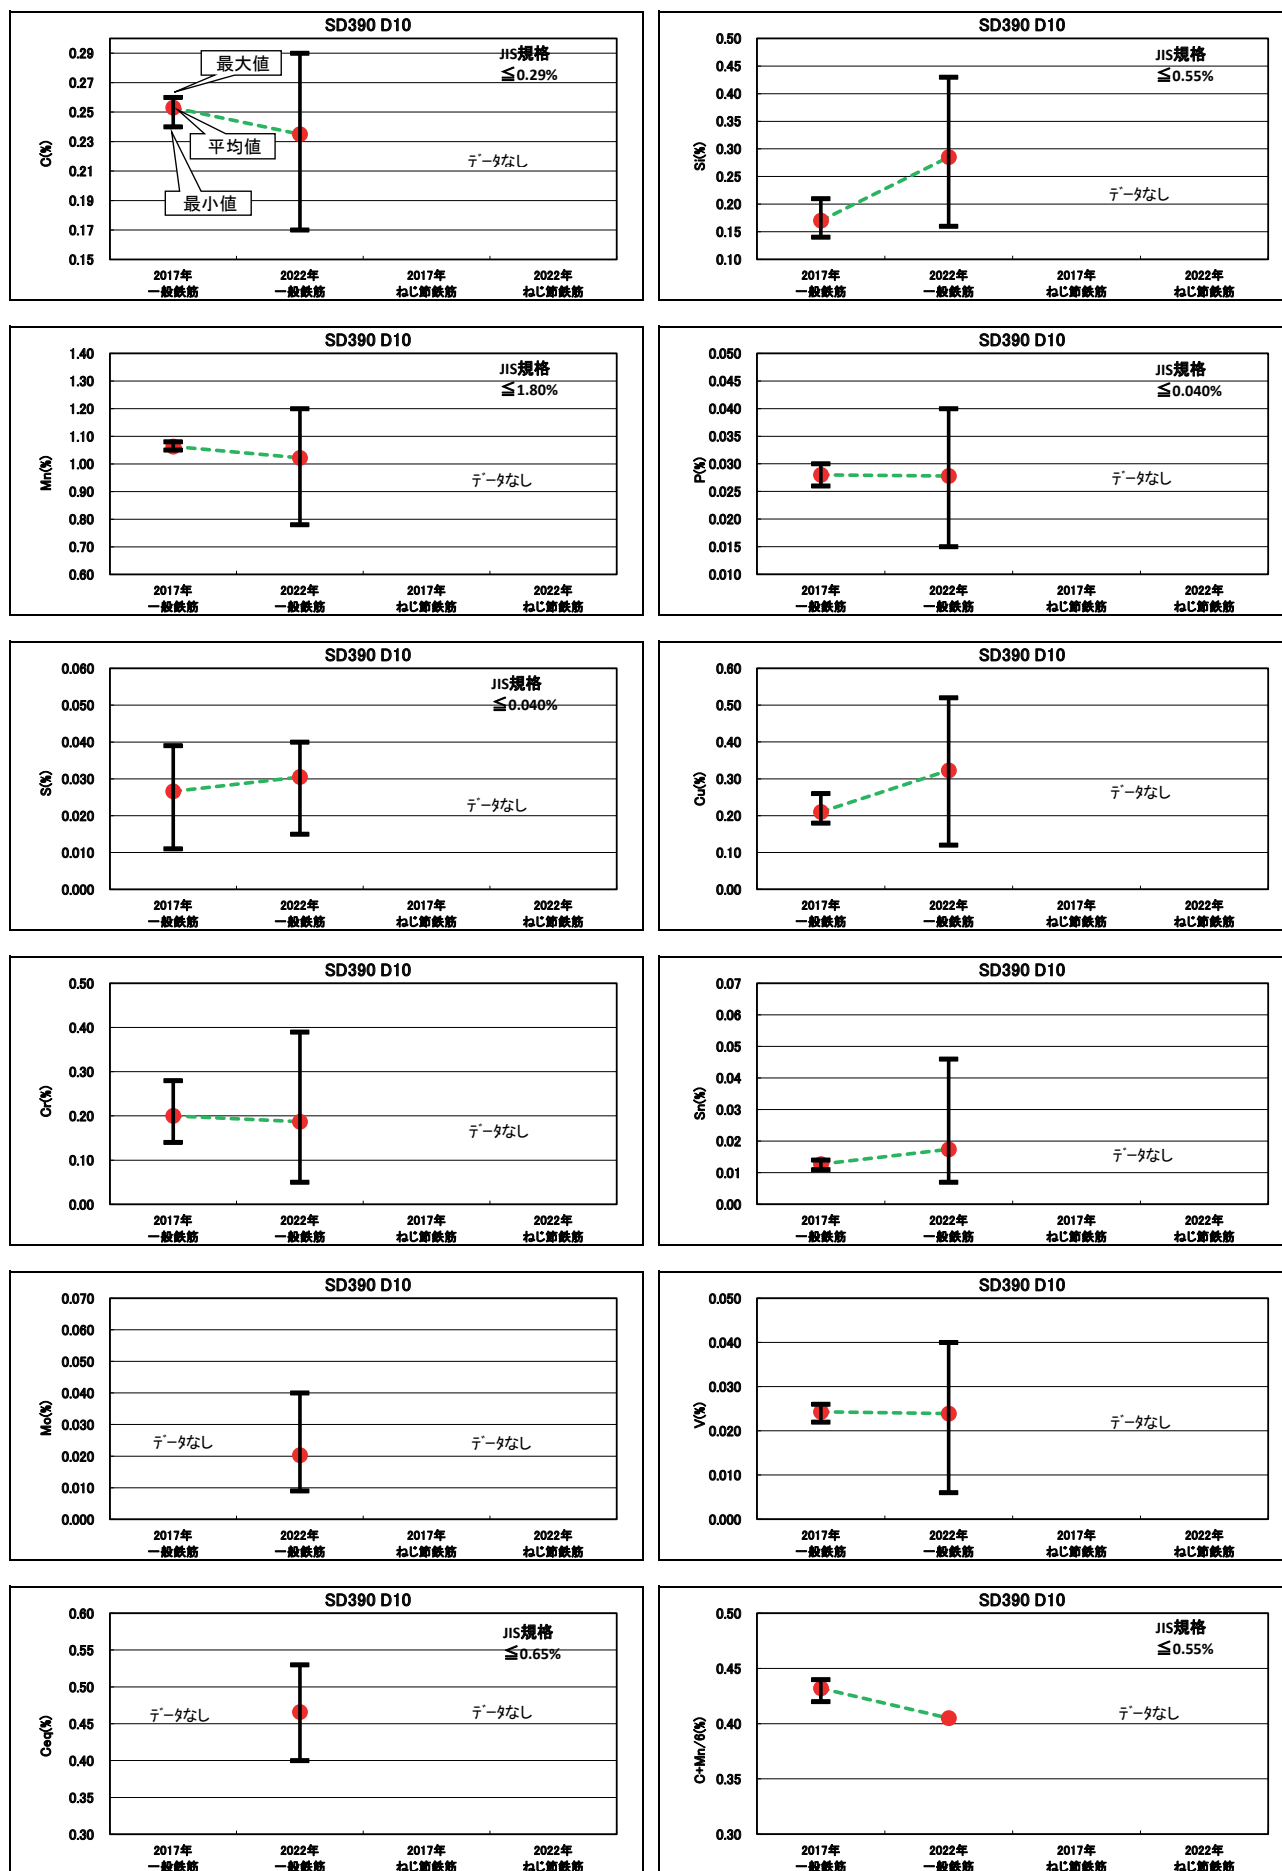 SD390 D10
JIS規格
≦0.29%
最大値
平均値
最小値
データなし
C(%)
0.29
0.27
0.25
0.23
0.21
0.19
0.17
0.15
2017年 2022年 2017年 2022年
一般鉄筋 一般鉄筋 ねじ節鉄筋 ねじ節鉄筋
SD390 D10
JIS規格
≦0.55%
データなし
Si(%)
0.50
0.45
0.40
0.35
0.30
0.25
0.20
0.15
0.10
2017年 2022年 2017年 2022年
一般鉄筋 一般鉄筋 ねじ節鉄筋 ねじ節鉄筋
SD390 D10
JIS規格
≦1.80%
データなし
Mn(%)
1.40
1.30
1.20
1.10
1.00
0.90
0.80
0.70
0.60
2017年 2022年 2017年 2022年
一般鉄筋 一般鉄筋 ねじ節鉄筋 ねじ節鉄筋
SD390 D10
JIS規格
≦0.040%
データなし
P(%)
0.050
0.045
0.040
0.035
0.030
0.025
0.020
0.015
0.010
2017年 2022年 2017年 2022年
一般鉄筋 一般鉄筋 ねじ節鉄筋 ねじ節鉄筋
SD390 D10
JIS規格
≦0.040%
データなし
S(%)
0.060
0.050
0.040
0.030
0.020
0.010
0.000
2017年 2022年 2017年 2022年
一般鉄筋 一般鉄筋 ねじ節鉄筋 ねじ節鉄筋
SD390 D10
データなし
Cu(%)
0.60
0.50
0.40
0.30
0.20
0.10
0.00
2017年 2022年 2017年 2022年
一般鉄筋 一般鉄筋 ねじ節鉄筋 ねじ節鉄筋
SD390 D10
データなし
Cr(%)
0.50
0.40
0.30
0.20
0.10
0.00
2017年 2022年 2017年 2022年
一般鉄筋 一般鉄筋 ねじ節鉄筋 ねじ節鉄筋
SD390 D10
データなし
Sn(%)
0.07
0.06
0.05
0.04
0.03
0.02
0.01
0.00
2017年 2022年 2017年 2022年
一般鉄筋 一般鉄筋 ねじ節鉄筋 ねじ節鉄筋
SD390 D10
データなし データなし
Mo(%)
0.070
0.060
0.050
0.040
0.030
0.020
0.010
0.000
2017年 2022年 2017年 2022年
一般鉄筋 一般鉄筋 ねじ節鉄筋 ねじ節鉄筋
SD390 D10
データなし
V(%)
0.050
0.040
0.030
0.020
0.010
0.000
2017年 2022年 2017年 2022年
一般鉄筋 一般鉄筋 ねじ節鉄筋 ねじ節鉄筋
SD390 D10
JIS規格
≦0.65%
データなし データなし
Ceq(%)
0.60
0.55
0.50
0.45
0.40
0.35
0.30
2017年 2022年 2017年 2022年
一般鉄筋 一般鉄筋 ねじ節鉄筋 ねじ節鉄筋
SD390 D10
JIS規格
≦0.55%
データなし
C+Mn/6(%)
0.50
0.45
0.40
0.35
0.30
2017年 2022年 2017年 2022年
一般鉄筋 一般鉄筋 ねじ節鉄筋 ねじ節鉄筋